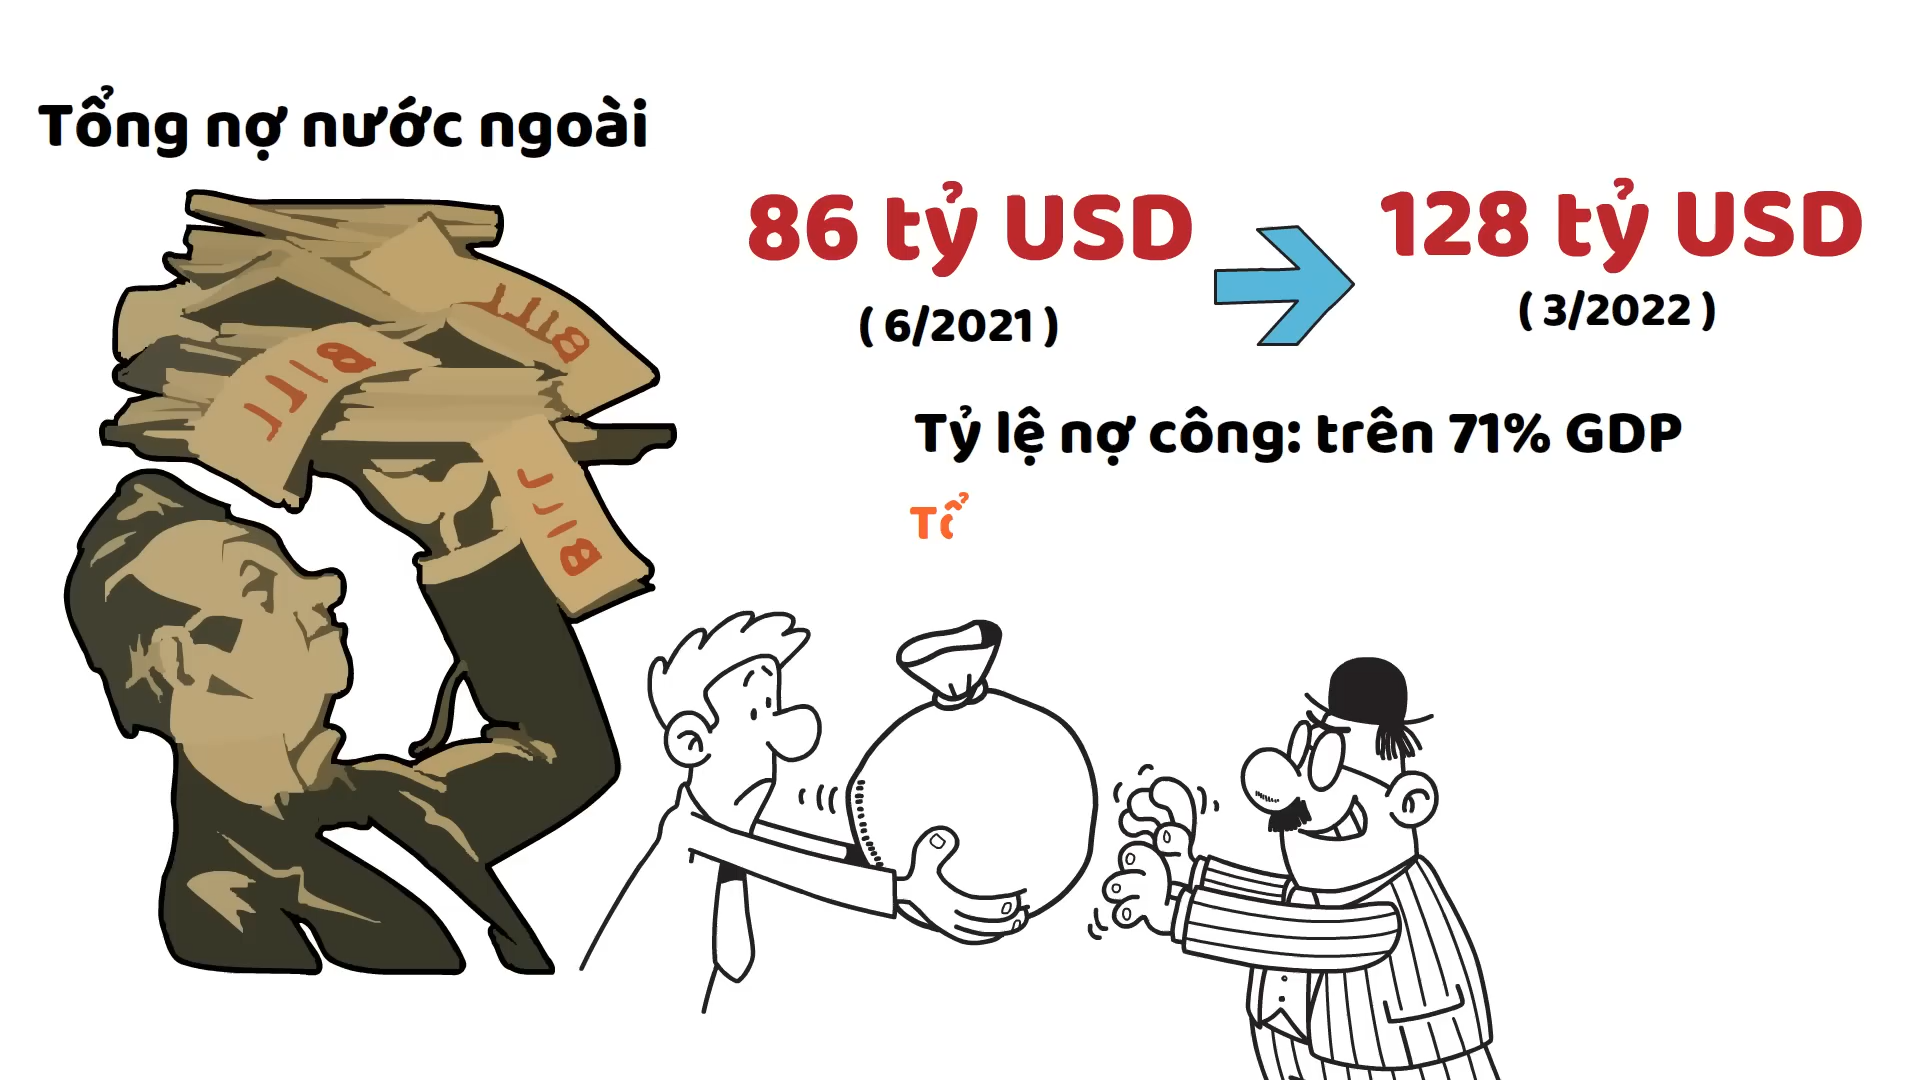 Tổng nợ nước ngoài
86 tỷ USD
( 6/2021 )
128 tỷ USD
( 3/2022 )
Tỷ lệ nợ công: trên 71% GDP
Tổ
BILL
BILL
BILL